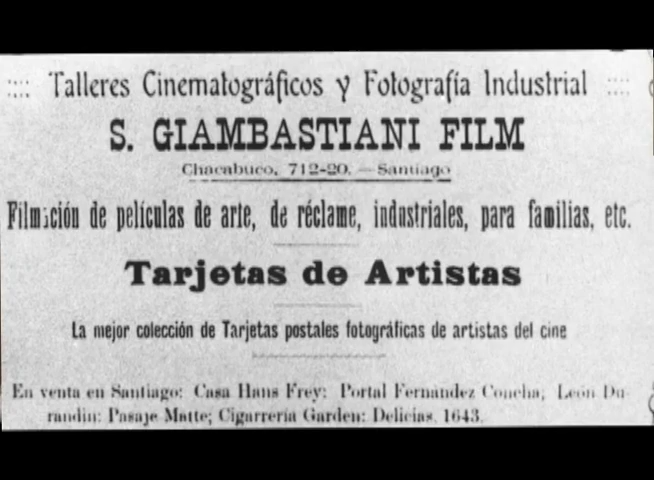 Talleres Cinematográficos y Fotografía Industrial
S. GIAMBASTIANI FILM
Chacabuco, 712-20. — Santiago
Filmación de películas de arte, de réclame, industriales, para familias, etc.
Tarjetas de Artistas
La mejor colección de Tarjetas postales fotográficas de artistas del cine
En venta en Santiago: Casa Hans Frey: Portal Fernandez Concha; León Du-
randin: Pasaje Matte; Cigarrería Garden: Delicias, 1643.